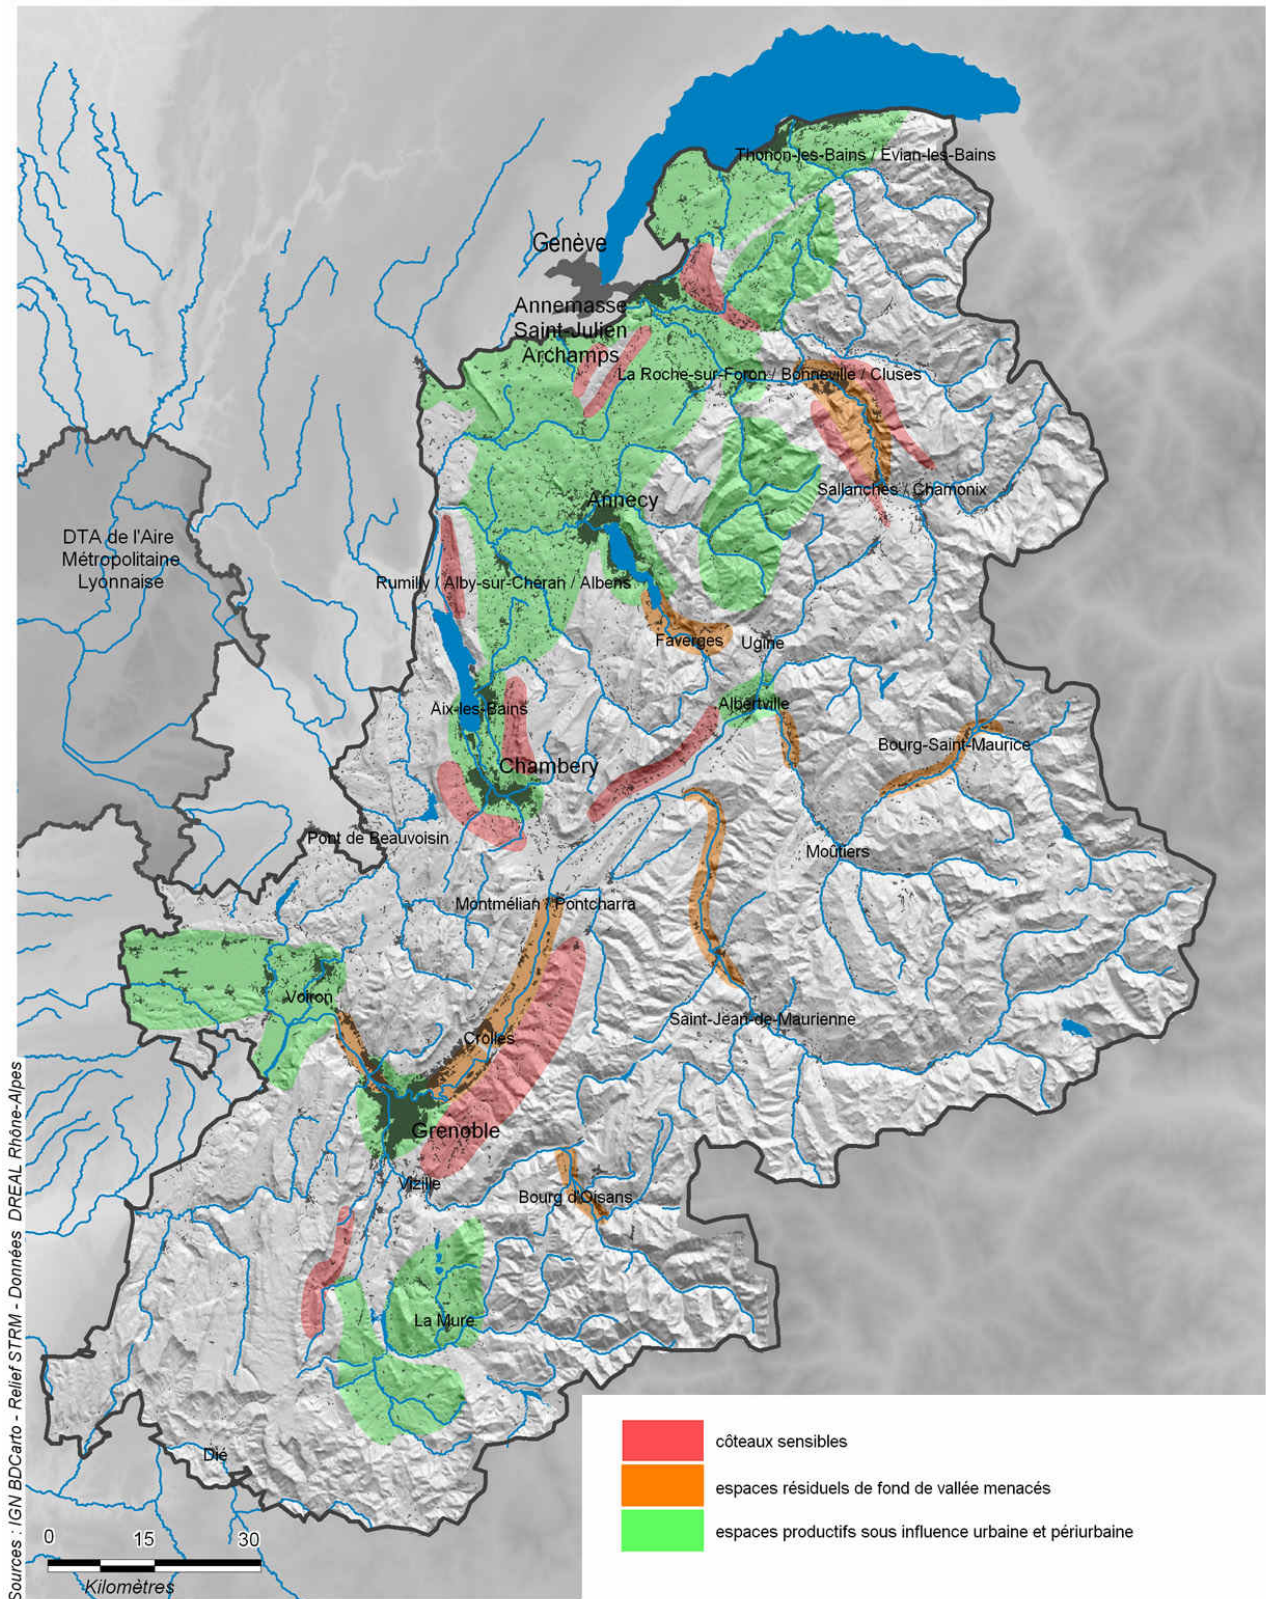 Thonon-les-Bains / Evian-les-Bains
Genève
Annemasse
Saint-Julien
Archamps
La Roche-sur-Foron / Bonneville / Cluses
Sallanches / Chamonix
Annecy
DTA de l'Aire
Métropolitaine
Lyonnaise
Rumilly / Alby-sur-Chéran / Albens
Faverges
Ugine
Aix-les-Bains
Albertville
Bourg-Saint-Maurice
Chambery
Pont de Beauvoisin
Moûtiers
Montmélian / Pontcharra
Voiron
Saint-Jean-de-Maurienne
Crolles
Grenoble
Vizille
Bourg d'Oisans
La Mure
Dié
côteaux sensibles
espaces résiduels de fond de vallée menacés
espaces productifs sous influence urbaine et périurbaine
0 15 30
Kilomètres
Sources : IGN BDCarto - Relief STRM - Données DREAL Rhône-Alpes